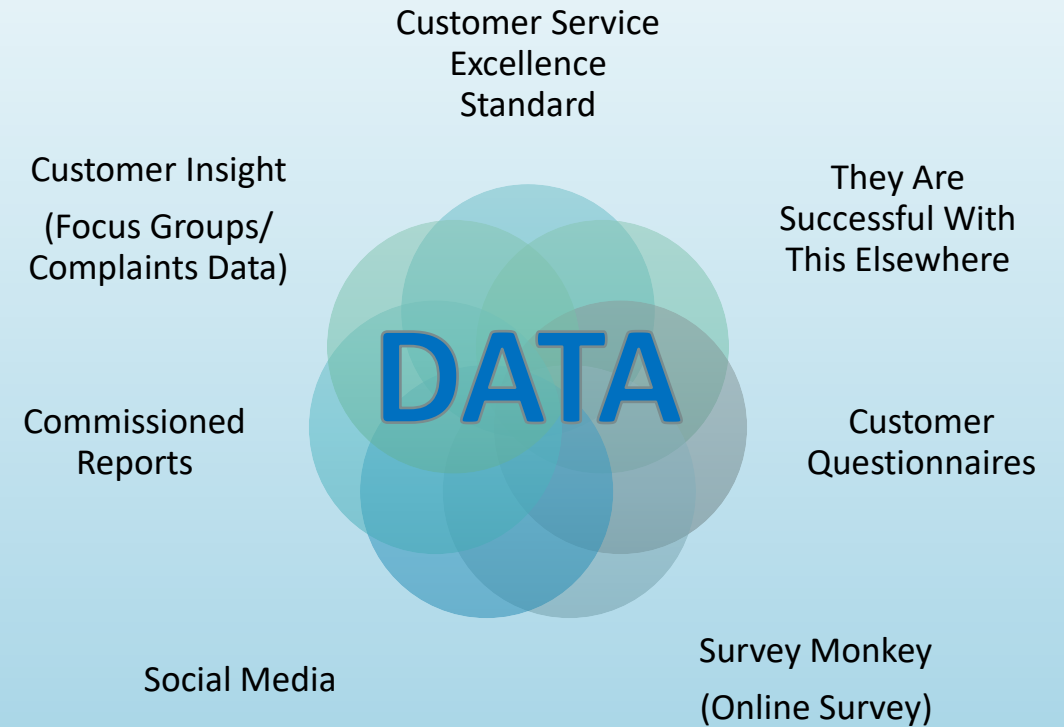 Customer Service
Excellence
Standard
They Are
Successful With
This Elsewhere
Customer
Questionnaires
Survey Monkey
(Online Survey)
Social Media
Commissioned
Reports
Customer Insight
(Focus Groups/
Complaints Data)
DATA